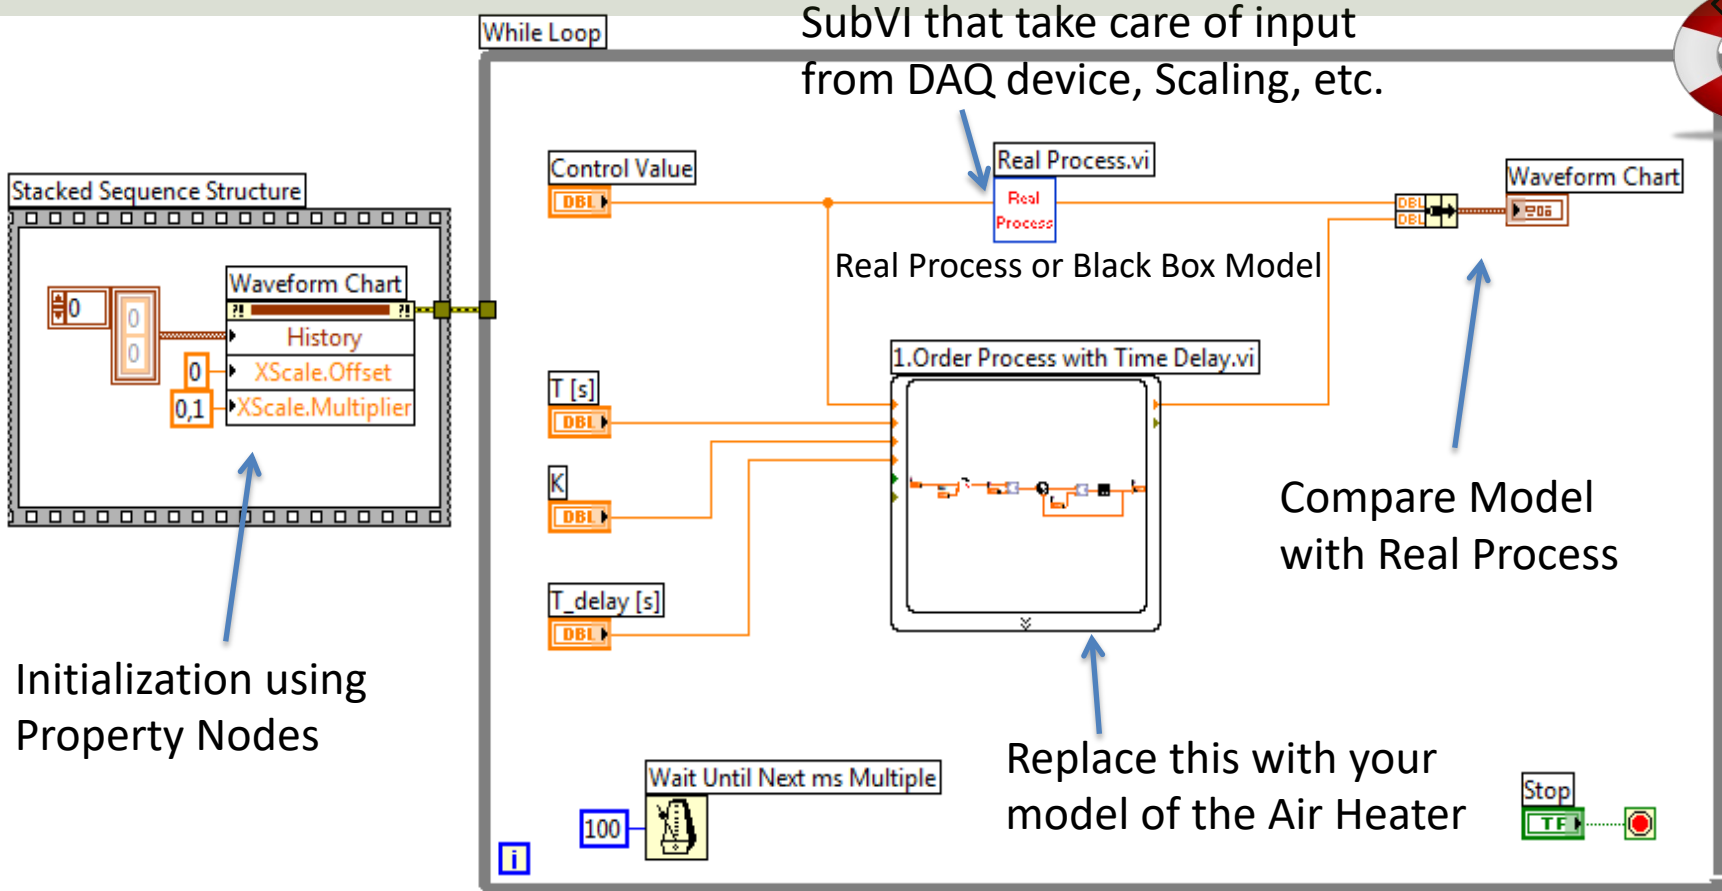 SubVI that take care of input
from DAQ device, Scaling, etc.
While Loop
Control Value
DBL
Real Process.vi
Real
Process
DBL
DBL
Waveform Chart
Real Process or Black Box Model
Stacked Sequence Structure
Waveform Chart
?!
?!
0
0
0
History
0
XScale.Offset
0,1
XScale.Multiplier
1.Order Process with Time Delay.vi
T [s]
DBL
K
DBL
T_delay [s]
DBL
Compare Model
with Real Process
Initialization using
Property Nodes
Replace this with your
model of the Air Heater
Wait Until Next ms Multiple
100
i
Stop
TF